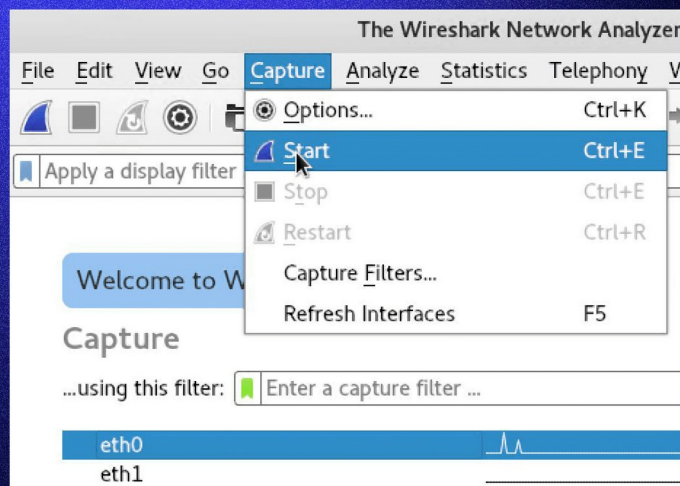 The Wireshark Network Analyzer
File Edit View Go Capture Analyze Statistics Telephony
Options... Ctrl+K
Start Ctrl+E
Apply a display filter
Stop Ctrl+E
Restart Ctrl+R
Capture Filters...
Refresh Interfaces F5
Welcome to W
Capture
...using this filter: Enter a capture filter ...
eth0
eth1